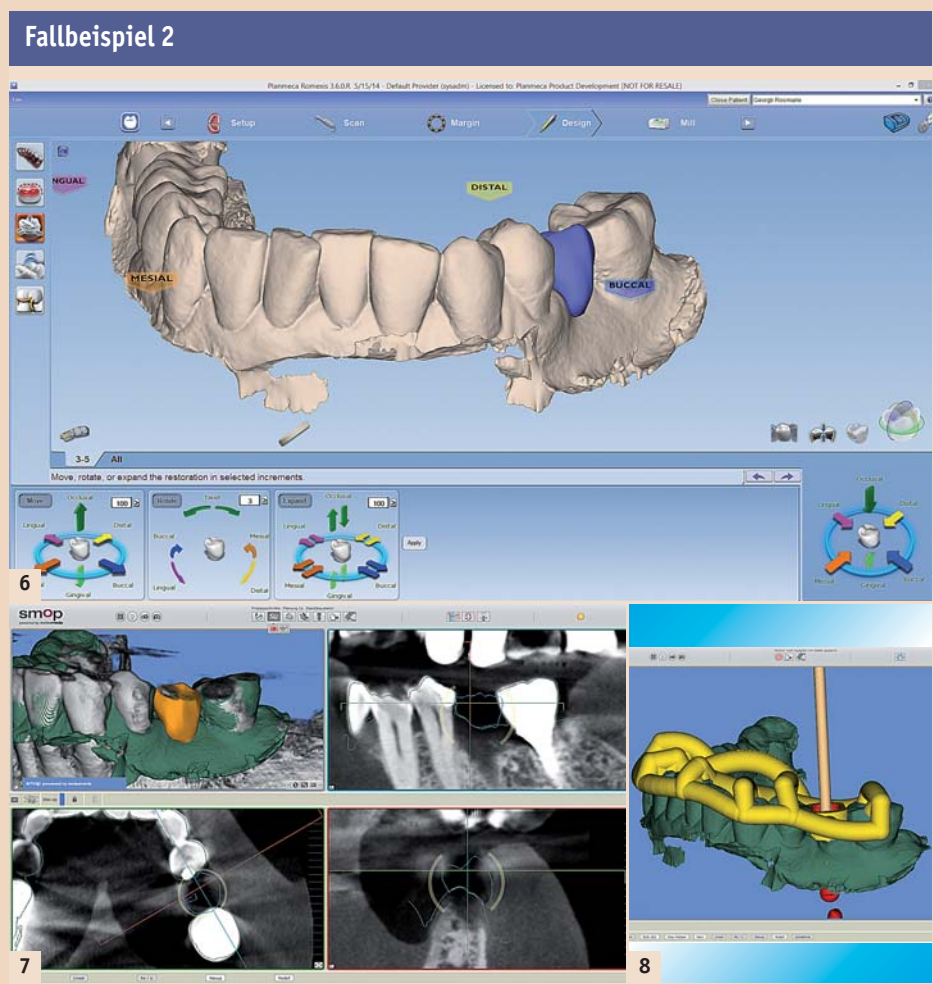 Fallbeispiel 2
Planmeca Romexis 3.6.0.R 5/15/14 - Default Provider (sysadm) - Licensed to: Planmeca Product Development (NOT FOR RESALE)
Close Patient
Setup
Scan
Margin
Design
Mill
NGUAL
DISTAL
MESIAL
BUCCAL
3-5
All
Move, rotate, or expand the restoration in selected increments.
Move
Occlusal
100
Lingual
Distal
Buccal
Gingival
Rotate
3
Buccal
Mesial
Lingual
Distal
Expand
Occlusal
100
Lingual
Distal
Mesial
Buccal
Gingival
Apply
Occlusal
Lingual
Distal
Mesial
Buccal
Gingival
6
smop
7
8